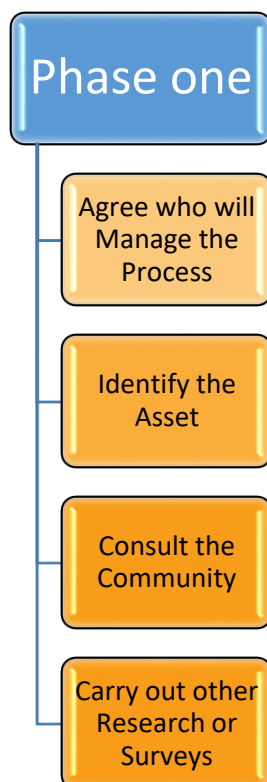 Phase one
Agree who will
Manage the
Process
Identify the
Asset
Consult the
Community
Carry out other
Research or
Surveys